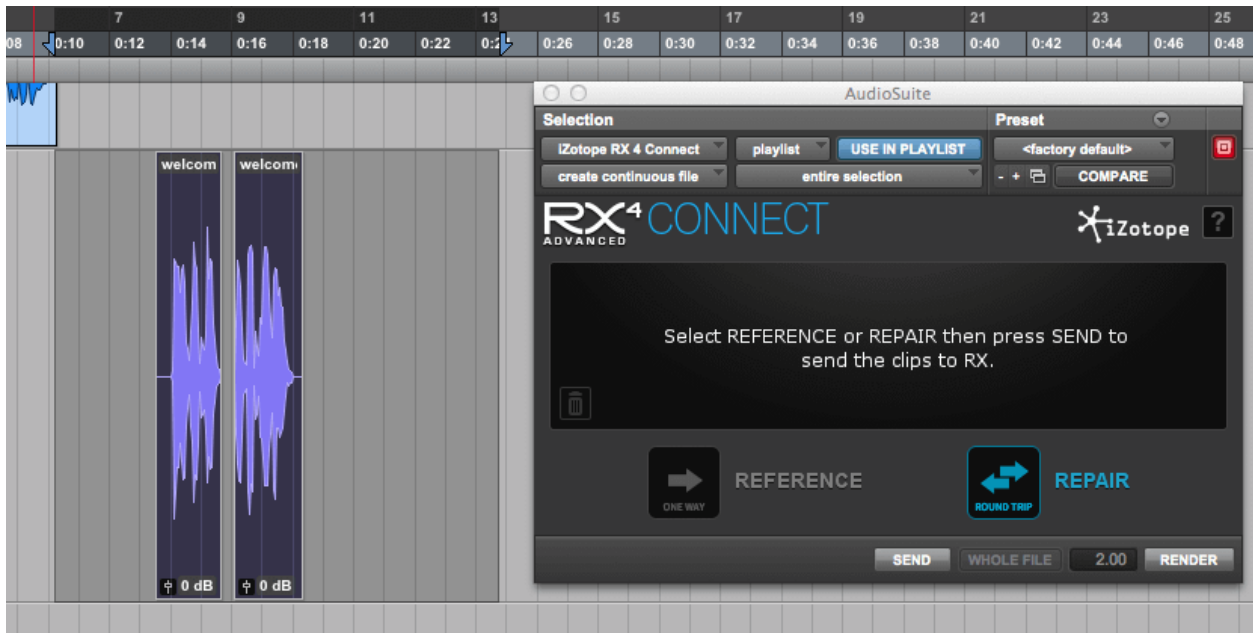 7 9 11 13 15 17 19 21 23 25
08 0:10 0:12 0:14 0:16 0:18 0:20 0:22 0:2 0:26 0:28 0:30 0:32 0:34 0:36 0:38 0:40 0:42 0:44 0:46 0:48
AudioSuite
Selection Preset
iZotope RX 4 Connect playlist USE IN PLAYLIST <factory default>
create continuous file entire selection - + COMPARE
welcom welcom
RX 4 CONNECT iZotope ?
ADVANCED
Select REFERENCE or REPAIR then press SEND to
send the clips to RX.
REFERENCE REPAIR
ONE WAY ROUND TRIP
SEND WHOLE FILE 2.00 RENDER
0 dB 0 dB